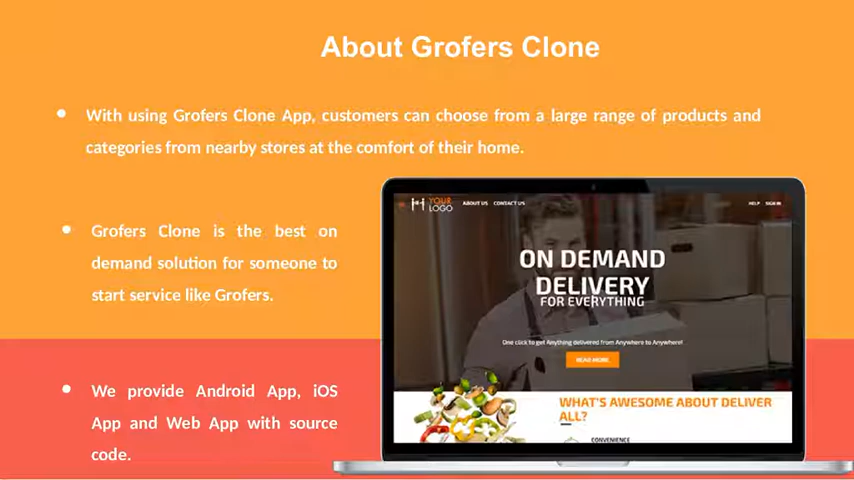 About Grofers Clone
With using Grofers Clone App, customers can choose from a large range of products and
categories from nearby stores at the comfort of their home.
Grofers Clone is the best on
demand solution for someone to
start service like Grofers.
We provide Android App, iOS
App and Web App with source
code.
YOUR
LOGO
ABOUT US CONTACT US
HELP SIGN IN
ON DEMAND
DELIVERY
FOR EVERYTHING
One click to get Anything delivered from Anywhere to Anywhere!
READ MORE
WHAT'S AWESOME ABOUT DELIVER
ALL?
CONVENIENCE